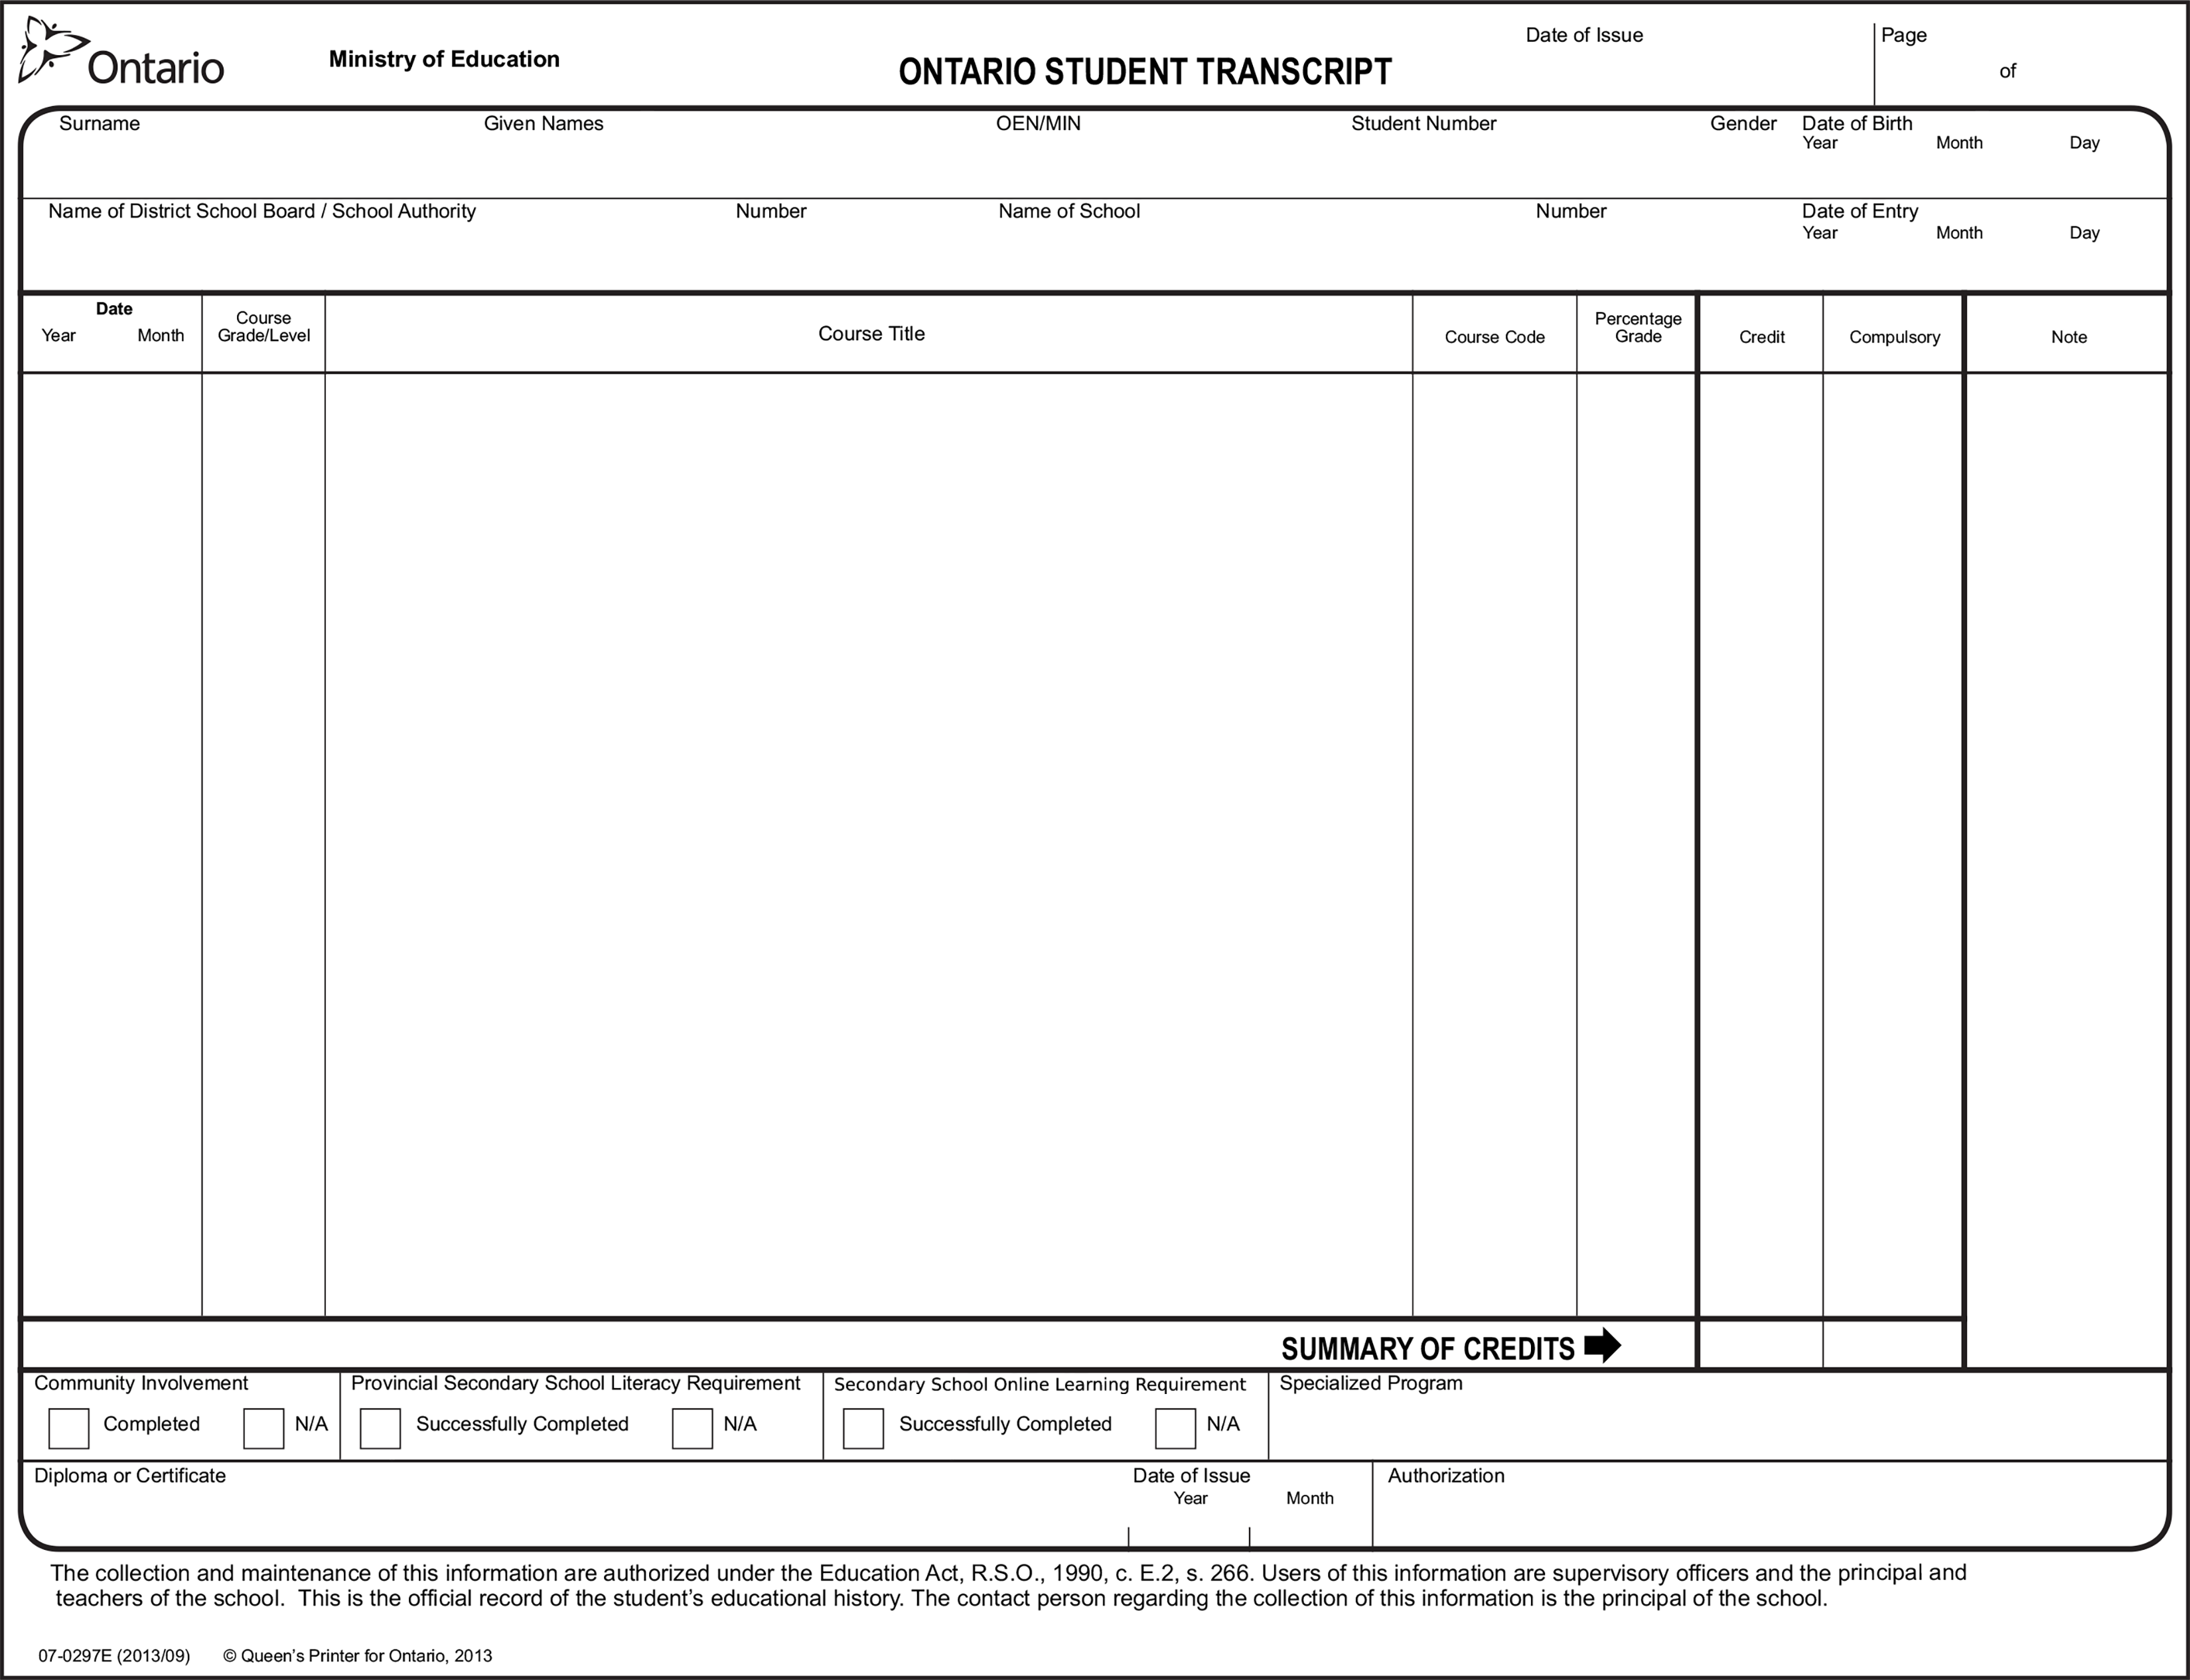 Ontario
Ministry of Education
ONTARIO STUDENT TRANSCRIPT
Date of Issue
Page
of
Surname Given Names OEN/MIN Student Number Gender Date of Birth
Year Month Day
Name of District School Board / School Authority Number Name of School Number Date of Entry
Year Month Day
Date
Year Month
Course
Grade/Level
Course Title
Course Code
Percentage
Grade
Credit
Compulsory
Note
SUMMARY OF CREDITS
Community Involvement
Completed N/A
Provincial Secondary School Literacy Requirement
Successfully Completed N/A
Secondary School Online Learning Requirement
Successfully Completed N/A
Specialized Program
Diploma or Certificate
Date of Issue
Year Month
Authorization
The collection and maintenance of this information are authorized under the Education Act, R.S.O., 1990, c. E.2, s. 266. Users of this information are supervisory officers and the principal and
teachers of the school. This is the official record of the student’s educational history. The contact person regarding the collection of this information is the principal of the school.
07-0297E (2013/09) © Queen’s Printer for Ontario, 2013